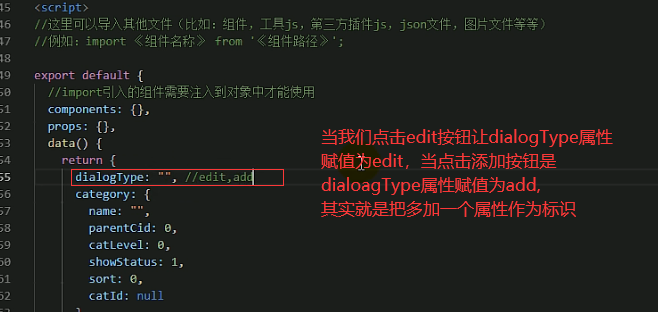 45 <script>
46 //这里可以导入其他文件（比如：组件，工具js，第三方插件js，json文件，图片文件等等）
47 //例如：import 《组件名称》 from '《组件路径》';
48
49 export default {
50 //import引入的组件需要注入到对象中才能使用
51 components: {},
52 props: {},
53 data() {
54 return {
55 dialogType: "", //edit,add
56 category: {
57 name: "",
58 parentCid: 0,
59 catLevel: 0,
60 showStatus: 1,
61 sort: 0,
62 catId: null
当我们点击edit按钮让dialogType属性
赋值为edit，当点击添加按钮是
dialoagType属性赋值为add,
其实就是把多加一个属性作为标识